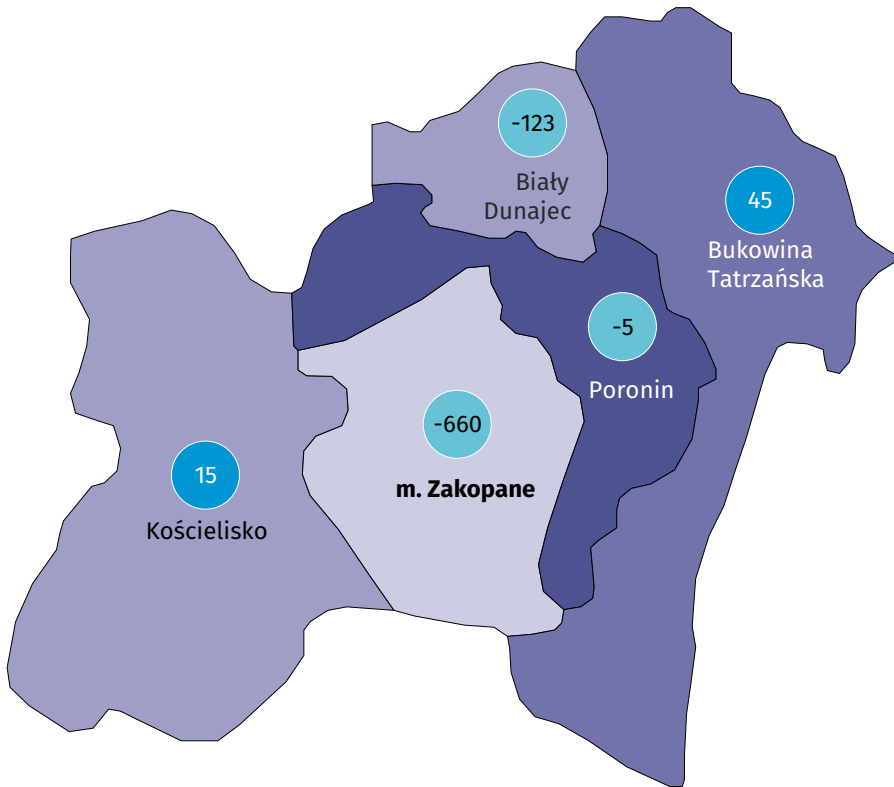 -123
Biały
Dunajec
45
Bukowina
Tatrzańska
-5
Poronin
-660
m. Zakopane
15
Kościelisko